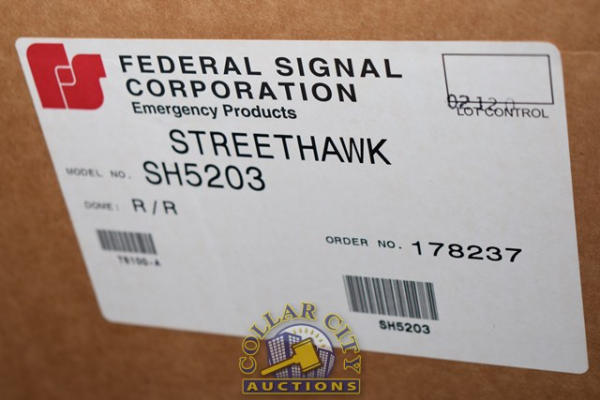 FEDERAL SIGNAL
CORPORATION
Emergency Products
LOT CONTROL
STREETHAWK
MODEL NO. SH5203
DOME: R/R
ORDER NO. 178237
T8100-A
SH5203
COLLAR CITY
AUCTIONS